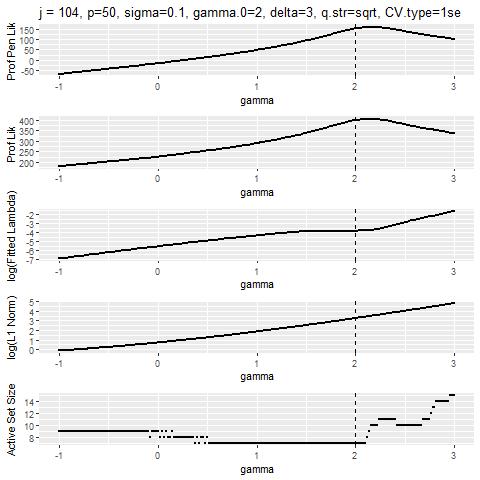 j = 104, p=50, sigma=0.1, gamma.0=2, delta=3, q.str=sqrt, CV.type=1se
Prof Pen Lik
150
100
50
0
-50
-1 0 1 2 3
gamma
Prof Lik
400
350
300
250
200
-1 0 1 2 3
gamma
log(Fitted Lambda)
-2
-3
-4
-5
-6
-7
-1 0 1 2 3
gamma
log(L1 Norm)
5
4
3
2
1
0
-1 0 1 2 3
gamma
Active Set Size
14
12
10
8
-1 0 1 2 3
gamma